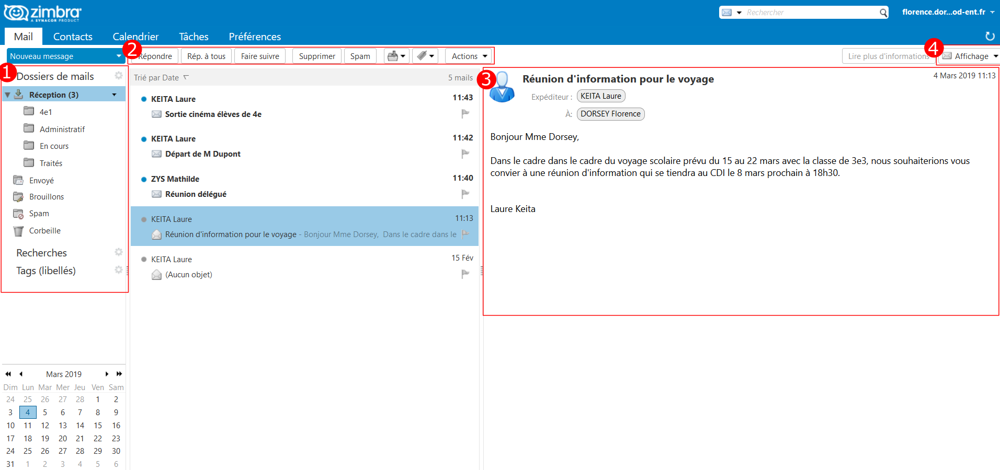 zimbra
A SYNACOR PRODUCT
Rechercher
florence.dor...od-ent.fr
Mail Contacts Calendrier Tâches Préférences
Nouveau message
2 Répondre Rép. à tous Faire suivre Supprimer Spam Actions
Lire plus d'informations 4 Affichage
1 Dossiers de mails
Réception (3)
4e1
Administratif
En cours
Traités
Envoyé
Brouillons
Spam
Corbeille
Recherches
Tags (libellés)
Mars 2019
Dim Lun Mar Mer Jeu Ven Sam
24 25 26 27 28 1 2
3 4 5 6 7 8 9
10 11 12 13 14 15 16
17 18 19 20 21 22 23
24 25 26 27 28 29 30
31 1 2 3 4 5 6
Trié par Date 5 mails
KEITA Laure 11:43
Sortie cinéma élèves de 4e
KEITA Laure 11:42
Départ de M Dupont
ZYS Mathilde 11:40
Réunion délégué
KEITA Laure 11:13
Réunion d'information pour le voyage - Bonjour Mme Dorsey, Dans le cadre dans le
KEITA Laure 15 Fév
(Aucun objet)
3 Réunion d'information pour le voyage 4 Mars 2019 11:13
Expéditeur : KEITA Laure
À: DORSEY Florence
Bonjour Mme Dorsey,
Dans le cadre dans le cadre du voyage scolaire prévu du 15 au 22 mars avec la classe de 3e3, nous souhaiterions vous
convier à une réunion d'information qui se tiendra au CDI le 8 mars prochain à 18h30.
Laure Keita